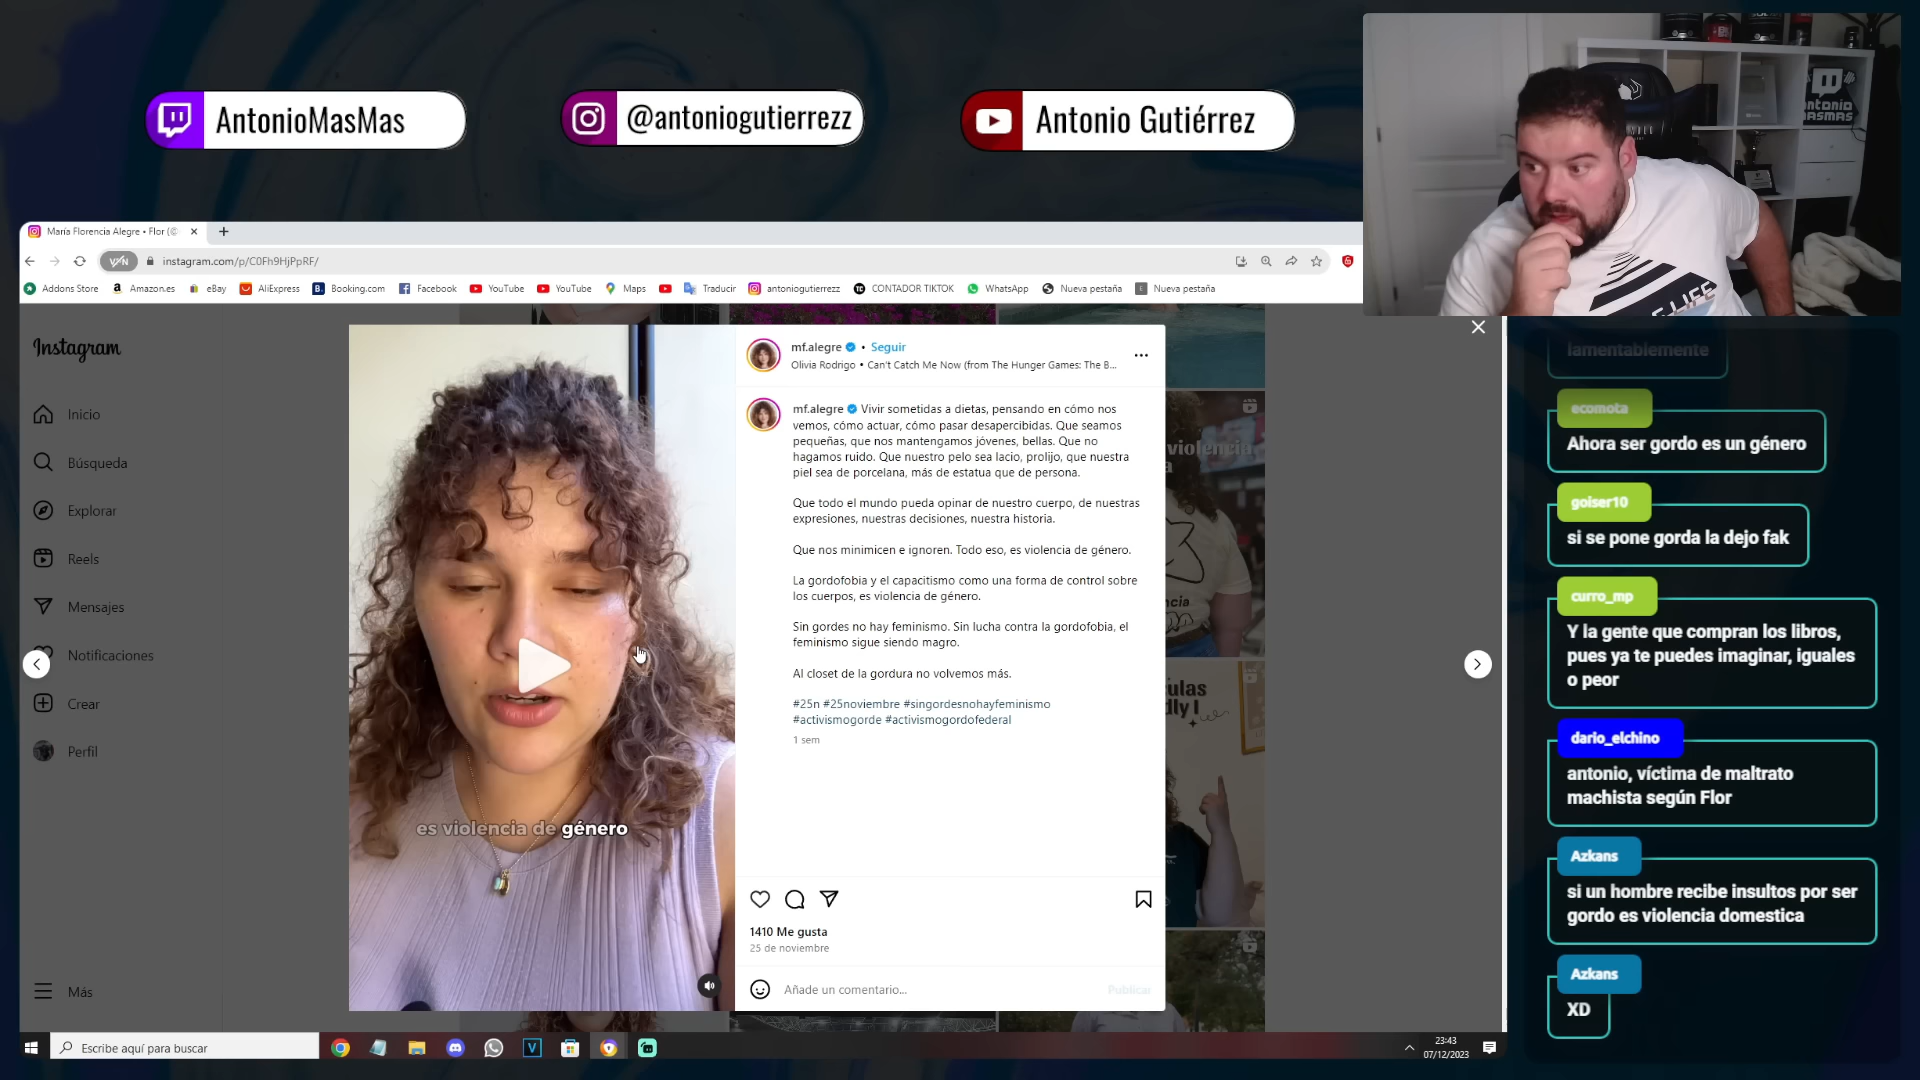 AntonioMasMas
@antoniogutierrezz
Antonio Gutiérrez
antonio
MASMAS
E-LIFE
María Florencia Alegre • Flor (@
VPN
instagram.com/p/C0Fh9HjPpRF/
Addons Store
Amazon.es
eBay
AliExpress
Booking.com
Facebook
YouTube
YouTube
Maps
Traducir
antoniogutierrezz
CONTADOR TIKTOK
WhatsApp
Nueva pestaña
Nueva pestaña
Instagram
Inicio
Búsqueda
Explorar
Reels
Mensajes
Notificaciones
Crear
Perfil
Más
es violencia de género
mf.alegre • Seguir
Olivia Rodrigo • Can't Catch Me Now (from The Hunger Games: The B...
mf.alegre Vivir sometidas a dietas, pensando en cómo nos
vemos, cómo actuar, cómo pasar desapercibidas. Que seamos
pequeñas, que nos mantengamos jóvenes, bellas. Que no
hagamos ruido. Que nuestro pelo sea lacio, prolijo, que nuestra
piel sea de porcelana, más de estatua que de persona.
Que todo el mundo pueda opinar de nuestro cuerpo, de nuestras
expresiones, nuestras decisiones, nuestra historia.
Que nos minimicen e ignoren. Todo eso, es violencia de género.
La gordofobia y el capacitismo como una forma de control sobre
los cuerpos, es violencia de género.
Sin gordes no hay feminismo. Sin lucha contra la gordofobia, el
feminismo sigue siendo magro.
Al closet de la gordura no volvemos más.
#25n #25noviembre #singordesnohayfeminismo
#activismogorde #activismogordofederal
1 sem
1410 Me gusta
25 de noviembre
Añade un comentario...
Publicar
violencia
lamentablemente
ecomota
Ahora ser gordo es un género
goiser10
si se pone gorda la dejo fak
curro_mp
Y la gente que compran los libros,
pues ya te puedes imaginar, iguales
o peor
dario_elchino
antonio, víctima de maltrato
machista según Flor
Azkans
si un hombre recibe insultos por ser
gordo es violencia domestica
Azkans
XD
Escribe aquí para buscar
23:43
07/12/2023